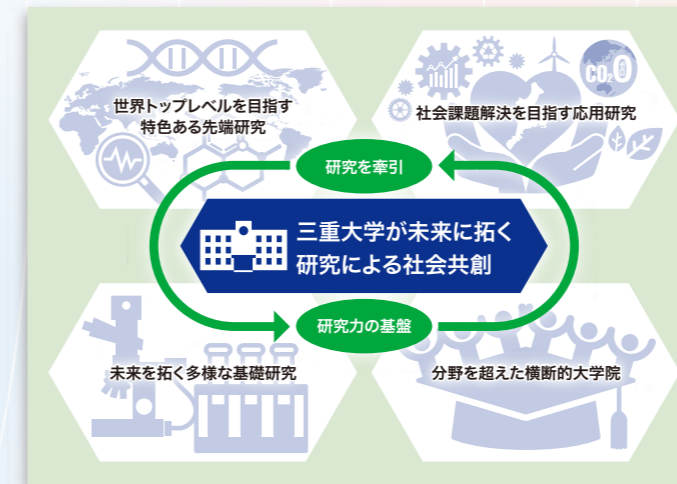 世界トップレベルを目指す
特色ある先端研究
社会課題解決を目指す応用研究
CO₂0
研究を牽引
三重大学が未来に拓く
研究による社会共創
研究力の基盤
未来を拓く多様な基礎研究
分野を超えた横断的大学院